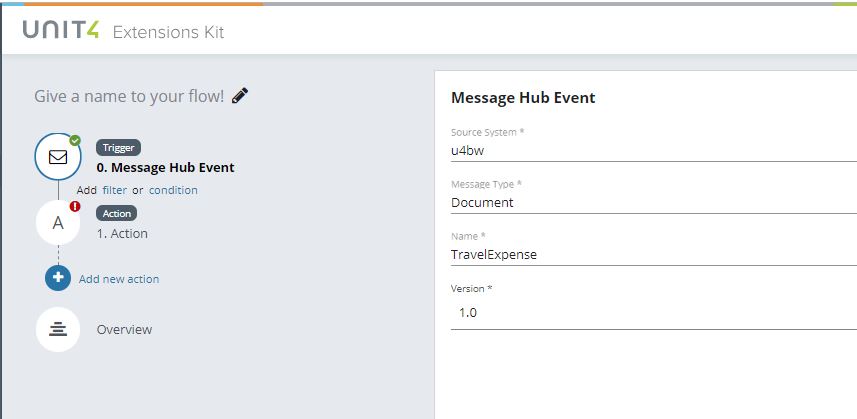 UNIT4 Extensions Kit
Give a name to your flow!
Trigger
0. Message Hub Event
Add filter or condition
A
Action
1. Action
Add new action
Overview
Message Hub Event
Source System *
u4bw
Message Type *
Document
Name *
TravelExpense
Version *
1.0